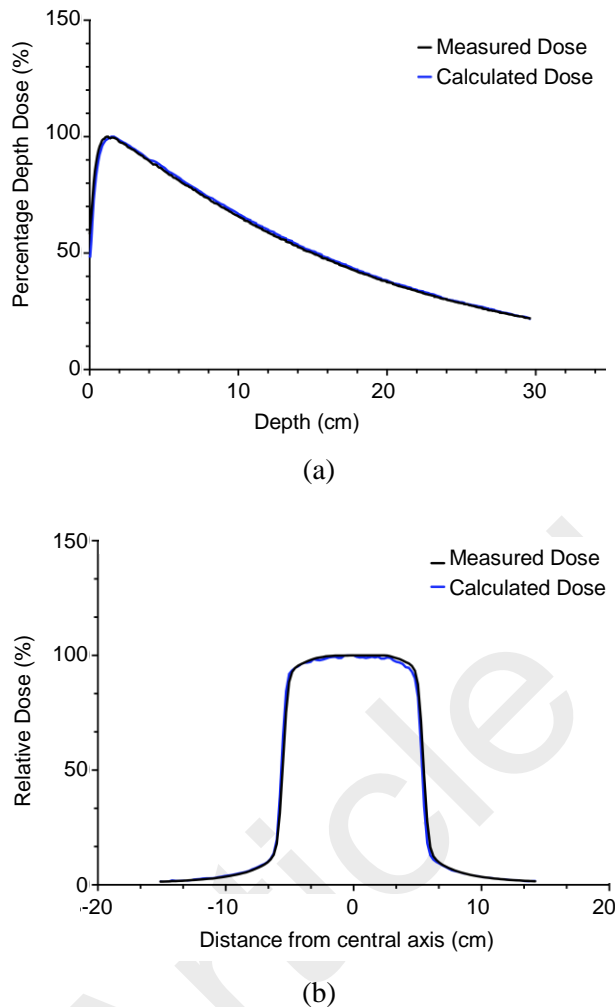 150
Measured Dose
Calculated Dose
100
50
0
Percentage Depth Dose (%)
0 10 20 30
Depth (cm)
(a)
150
Measured Dose
Calculated Dose
100
50
0
Relative Dose (%)
-20 -10 0 10 20
Distance from central axis (cm)
(b)
Article